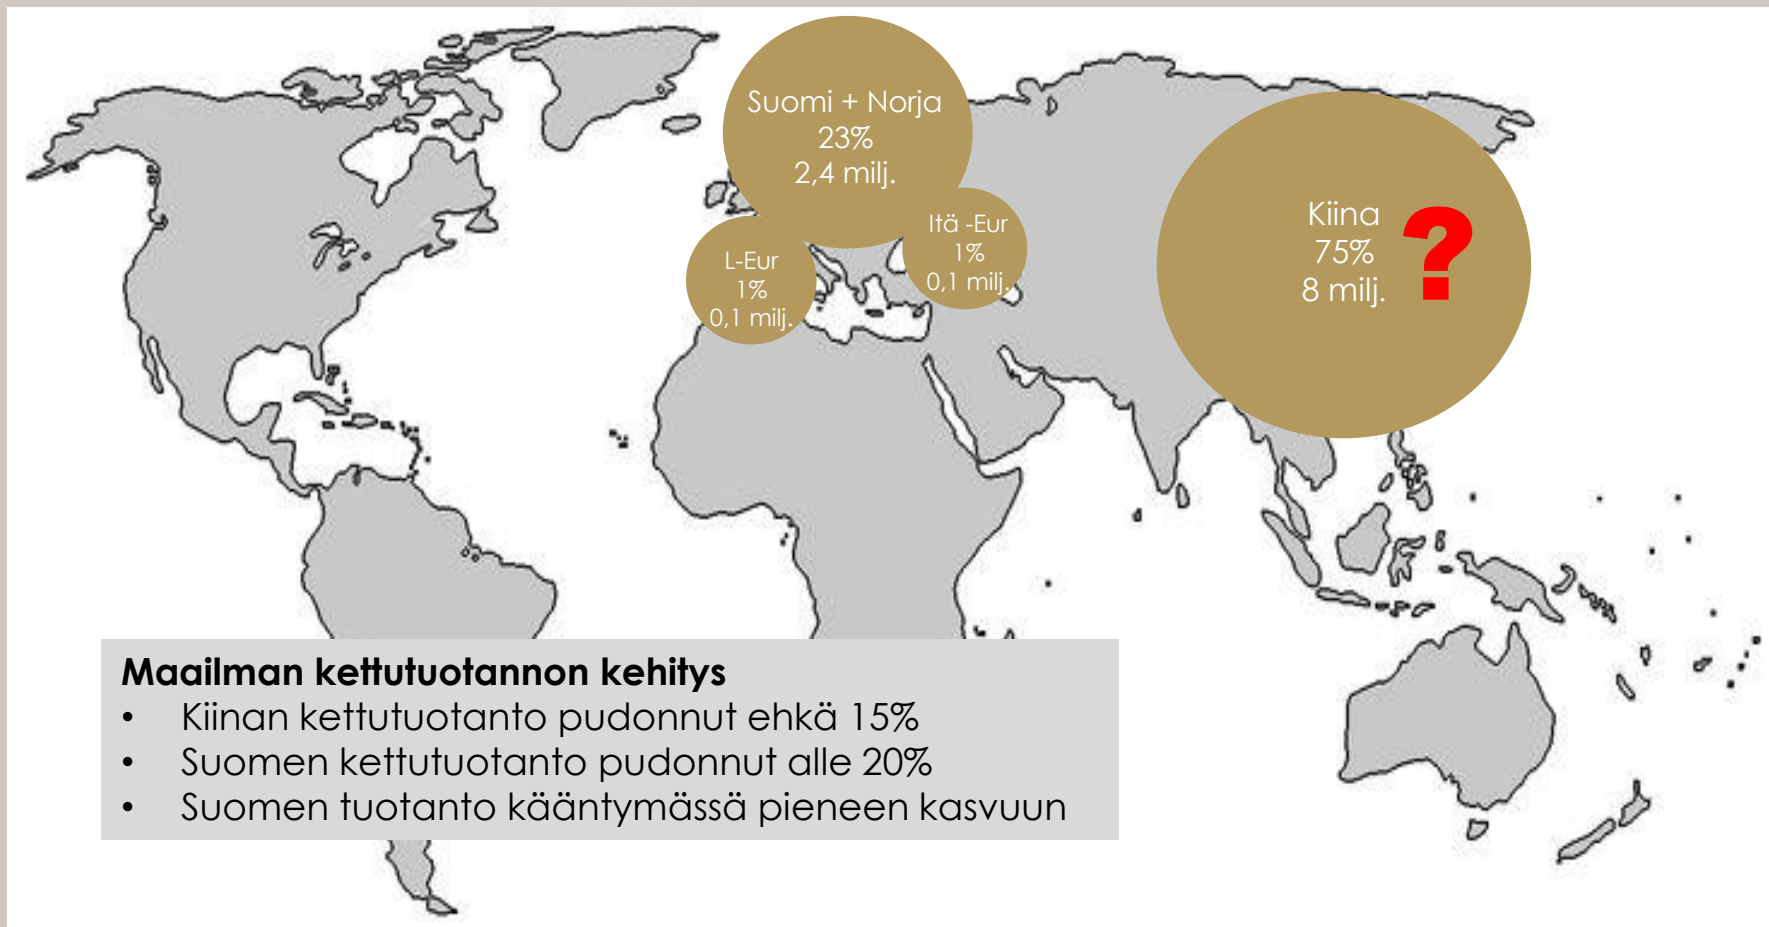 Suomi + Norja
23%
2,4 milj.
Itä -Eur
1%
0,1 milj.
L-Eur
1%
0,1 milj.
Kiina
75%
8 milj.
?
Maailman kettutuotannon kehitys
• Kiinan kettutuotanto pudonnut ehkä 15%
• Suomen kettutuotanto pudonnut alle 20%
• Suomen tuotanto kääntymässä pieneen kasvuun